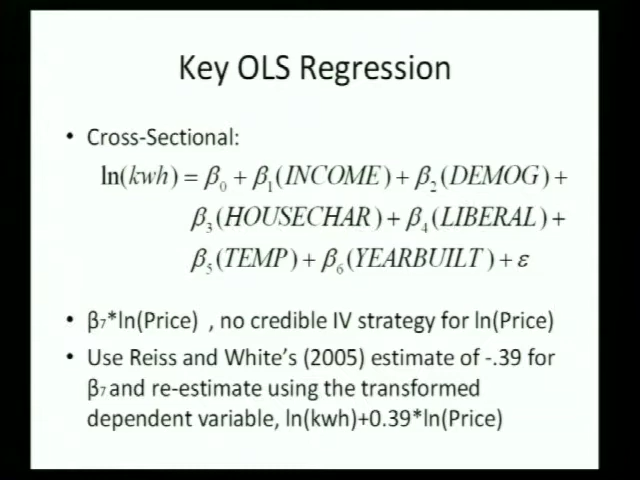 Key OLS Regression
• Cross-Sectional:
ln(kwh) = β₀ + β₁(INCOME) + β₂(DEMOG) +
β₃(HOUSECHAR) + β₄(LIBERAL) +
β₅(TEMP) + β₆(YEARBUILT) + ε
• β₇*ln(Price) , no credible IV strategy for ln(Price)
• Use Reiss and White's (2005) estimate of -.39 for
β₇ and re-estimate using the transformed
dependent variable, ln(kwh)+0.39*ln(Price)